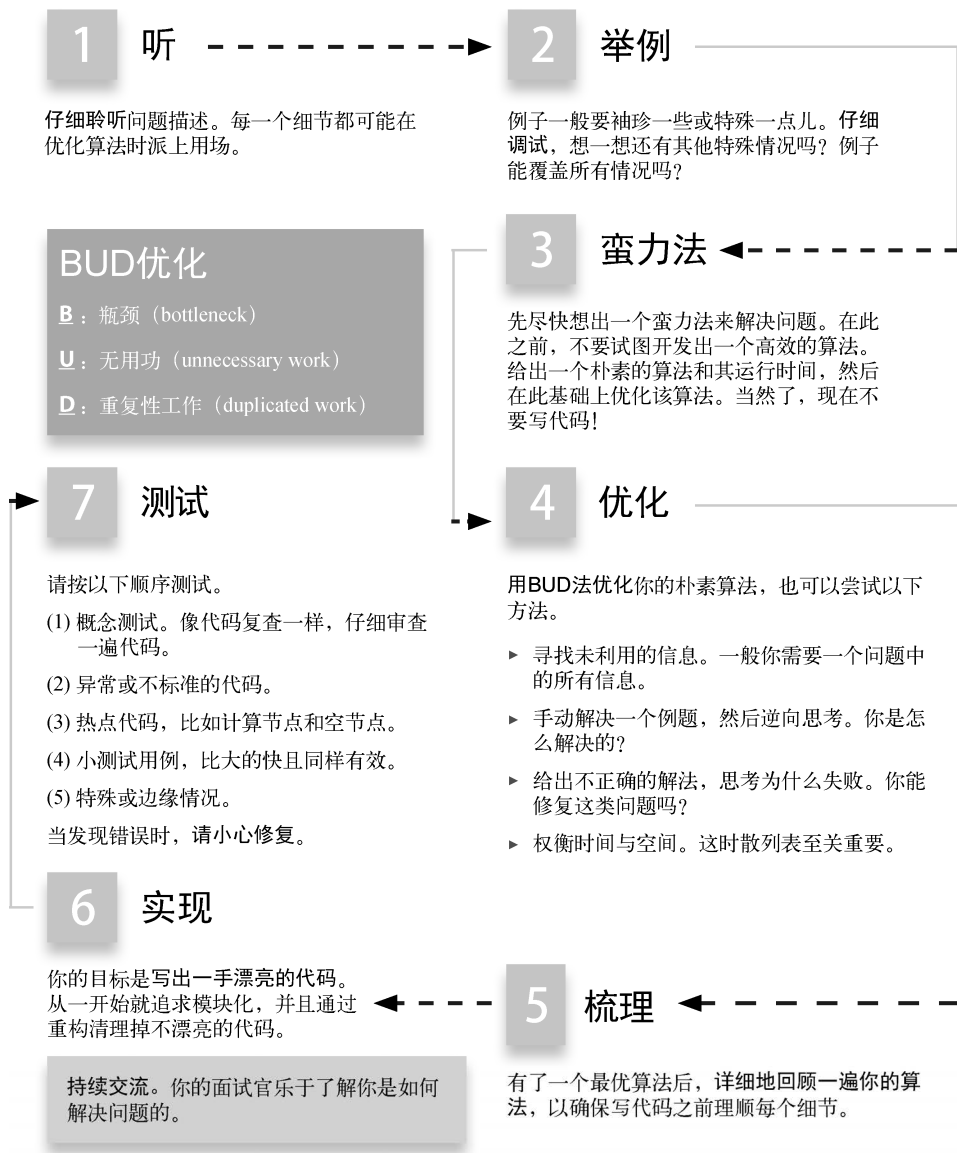 1 听
仔细聆听问题描述。每一个细节都可能在
优化算法时派上用场。
2 举例
例子一般要袖珍一些或特殊一点儿。仔细
调试，想一想还有其他特殊情况吗？例子
能覆盖所有情况吗？
BUD优化
B：瓶颈（bottleneck）
U：无用功（unnecessary work）
D：重复性工作（duplicated work）
3 蛮力法
先尽快想出一个蛮力法来解决问题。在此
之前，不要试图开发出一个高效的算法。
给出一个朴素的算法和其运行时间，然后
在此基础上优化该算法。当然了，现在不
要写代码！
4 优化
用BUD法优化你的朴素算法，也可以尝试以下
方法。
▸ 寻找未利用的信息。一般你需要一个问题中
的所有信息。
▸ 手动解决一个例题，然后逆向思考。你是怎
么解决的？
▸ 给出不正确的解法，思考为什么失败。你能
修复这类问题吗？
▸ 权衡时间与空间。这时散列表至关重要。
5 梳理
有了一个最优算法后，详细地回顾一遍你的算
法，以确保写代码之前理顺每个细节。
6 实现
你的目标是写出一手漂亮的代码。
从一开始就追求模块化，并且通过
重构清理掉不漂亮的代码。
7 测试
请按以下顺序测试。
(1) 概念测试。像代码复查一样，仔细审查
一遍代码。
(2) 异常或不标准的代码。
(3) 热点代码，比如计算节点和空节点。
(4) 小测试用例，比大的快且同样有效。
(5) 特殊或边缘情况。
当发现错误时，请小心修复。
持续交流。你的面试官乐于了解你是如何
解决问题的。